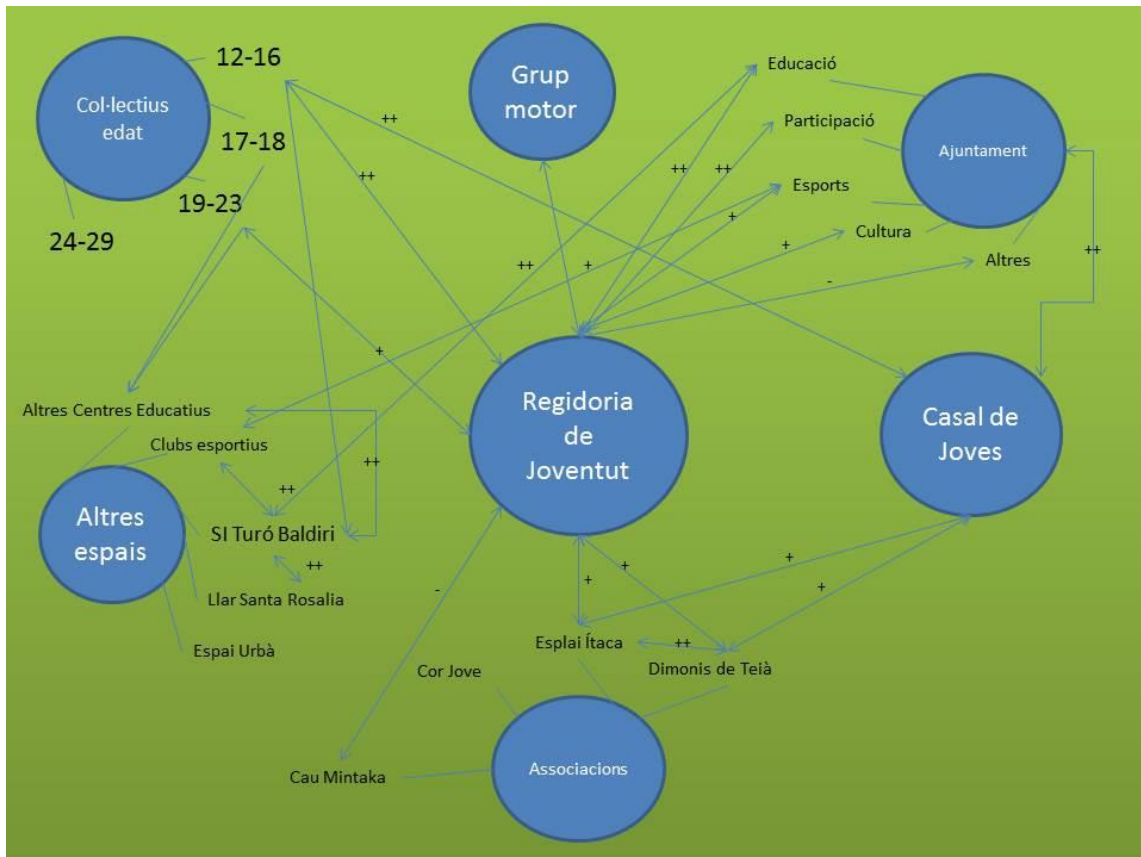 12-16
Col·lectius
edat
17-18
19-23
24-29
Grup
motor
Educació
Participació
Esports
Cultura
Altres
Ajuntament
++
++
++
++
+
++
+
+
-
++
+
Altres Centres Educatius
Clubs esportius
++
++
SI Turó Baldiri
++
Llar Santa Rosalia
Espai Urbà
Altres
espais
Regidoria
de
Joventut
Casal de
Joves
-
+
+
+
+
Esplai Ítaca
++
Dimonis de Teià
Cor Jove
Cau Mintaka
Associacions